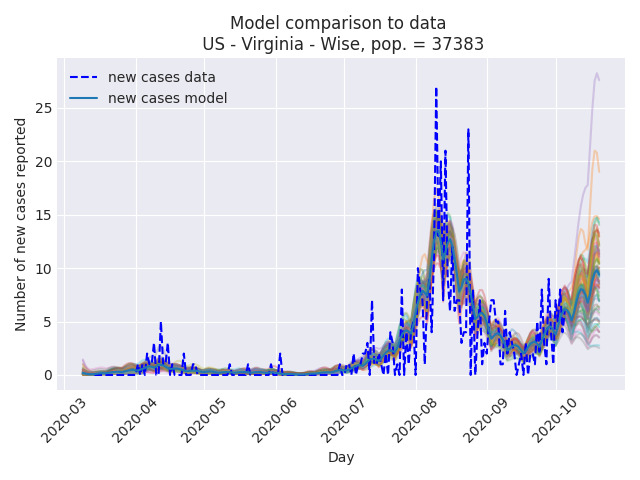 Model comparison to data
US - Virginia - Wise, pop. = 37383
new cases data
new cases model
Number of new cases reported
25
20
15
10
5
0
2020-03
2020-04
2020-05
2020-06
2020-07
2020-08
2020-09
2020-10
Day